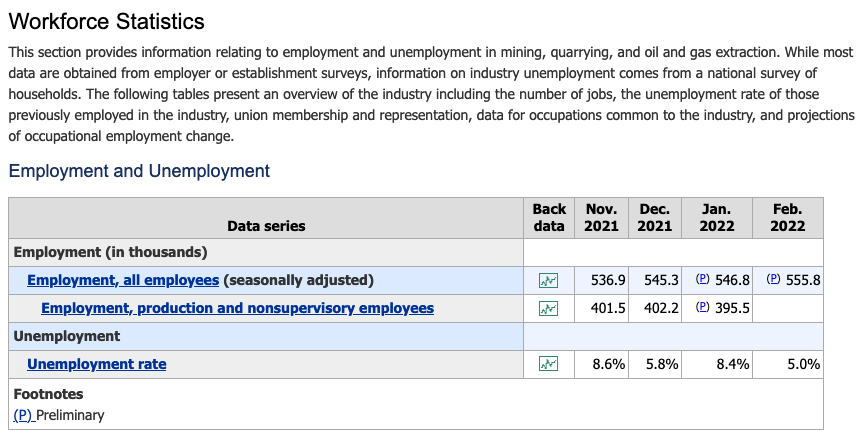 Workforce Statistics
This section provides information relating to employment and unemployment in mining, quarrying, and oil and gas extraction. While most
data are obtained from employer or establishment surveys, information on industry unemployment comes from a national survey of
households. The following tables present an overview of the industry including the number of jobs, the unemployment rate of those
previously employed in the industry, union membership and representation, data for occupations common to the industry, and projections
of occupational employment change.
Employment and Unemployment
Data series Back data Nov. 2021 Dec. 2021 Jan. 2022 Feb. 2022
Employment (in thousands)
Employment, all employees (seasonally adjusted) 536.9 545.3 (P) 546.8 (P) 555.8
Employment, production and nonsupervisory employees 401.5 402.2 (P) 395.5
Unemployment
Unemployment rate 8.6% 5.8% 8.4% 5.0%
Footnotes
(P) Preliminary